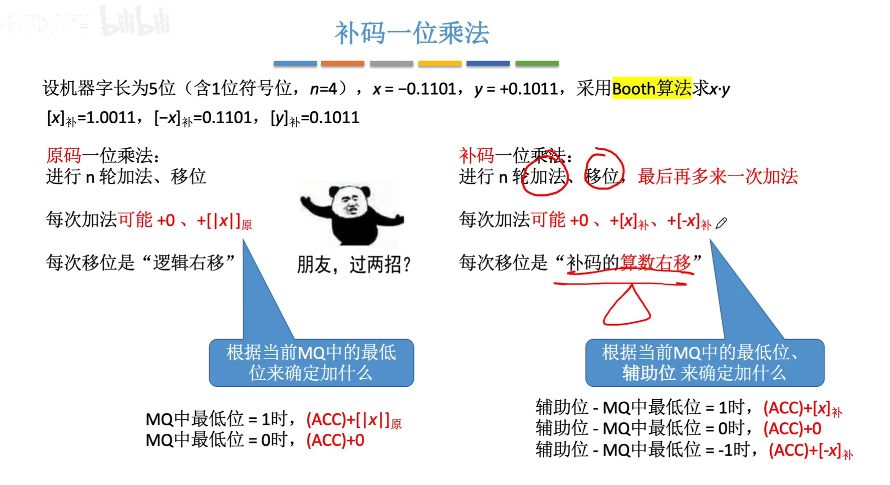 bilibili
补码一位乘法
设机器字长为5位（含1位符号位，n=4），x = −0.1101，y = +0.1011，采用Booth算法求x·y
[x]补=1.0011，[−x]补=0.1101，[y]补=0.1011
原码一位乘法：
进行 n 轮加法、移位
每次加法可能 +0 、+[|x|]原
每次移位是“逻辑右移”
朋友，过两招？
根据当前MQ中的最低
位来确定加什么
MQ中最低位 = 1时，(ACC)+[|x|]原
MQ中最低位 = 0时，(ACC)+0
补码一位乘法：
进行 n 轮加法、移位，最后再多来一次加法
每次加法可能 +0 、+[x]补、+[-x]补
每次移位是“补码的算数右移”
根据当前MQ中的最低位、
辅助位 来确定加什么
辅助位 - MQ中最低位 = 1时，(ACC)+[x]补
辅助位 - MQ中最低位 = 0时，(ACC)+0
辅助位 - MQ中最低位 = -1时，(ACC)+[-x]补